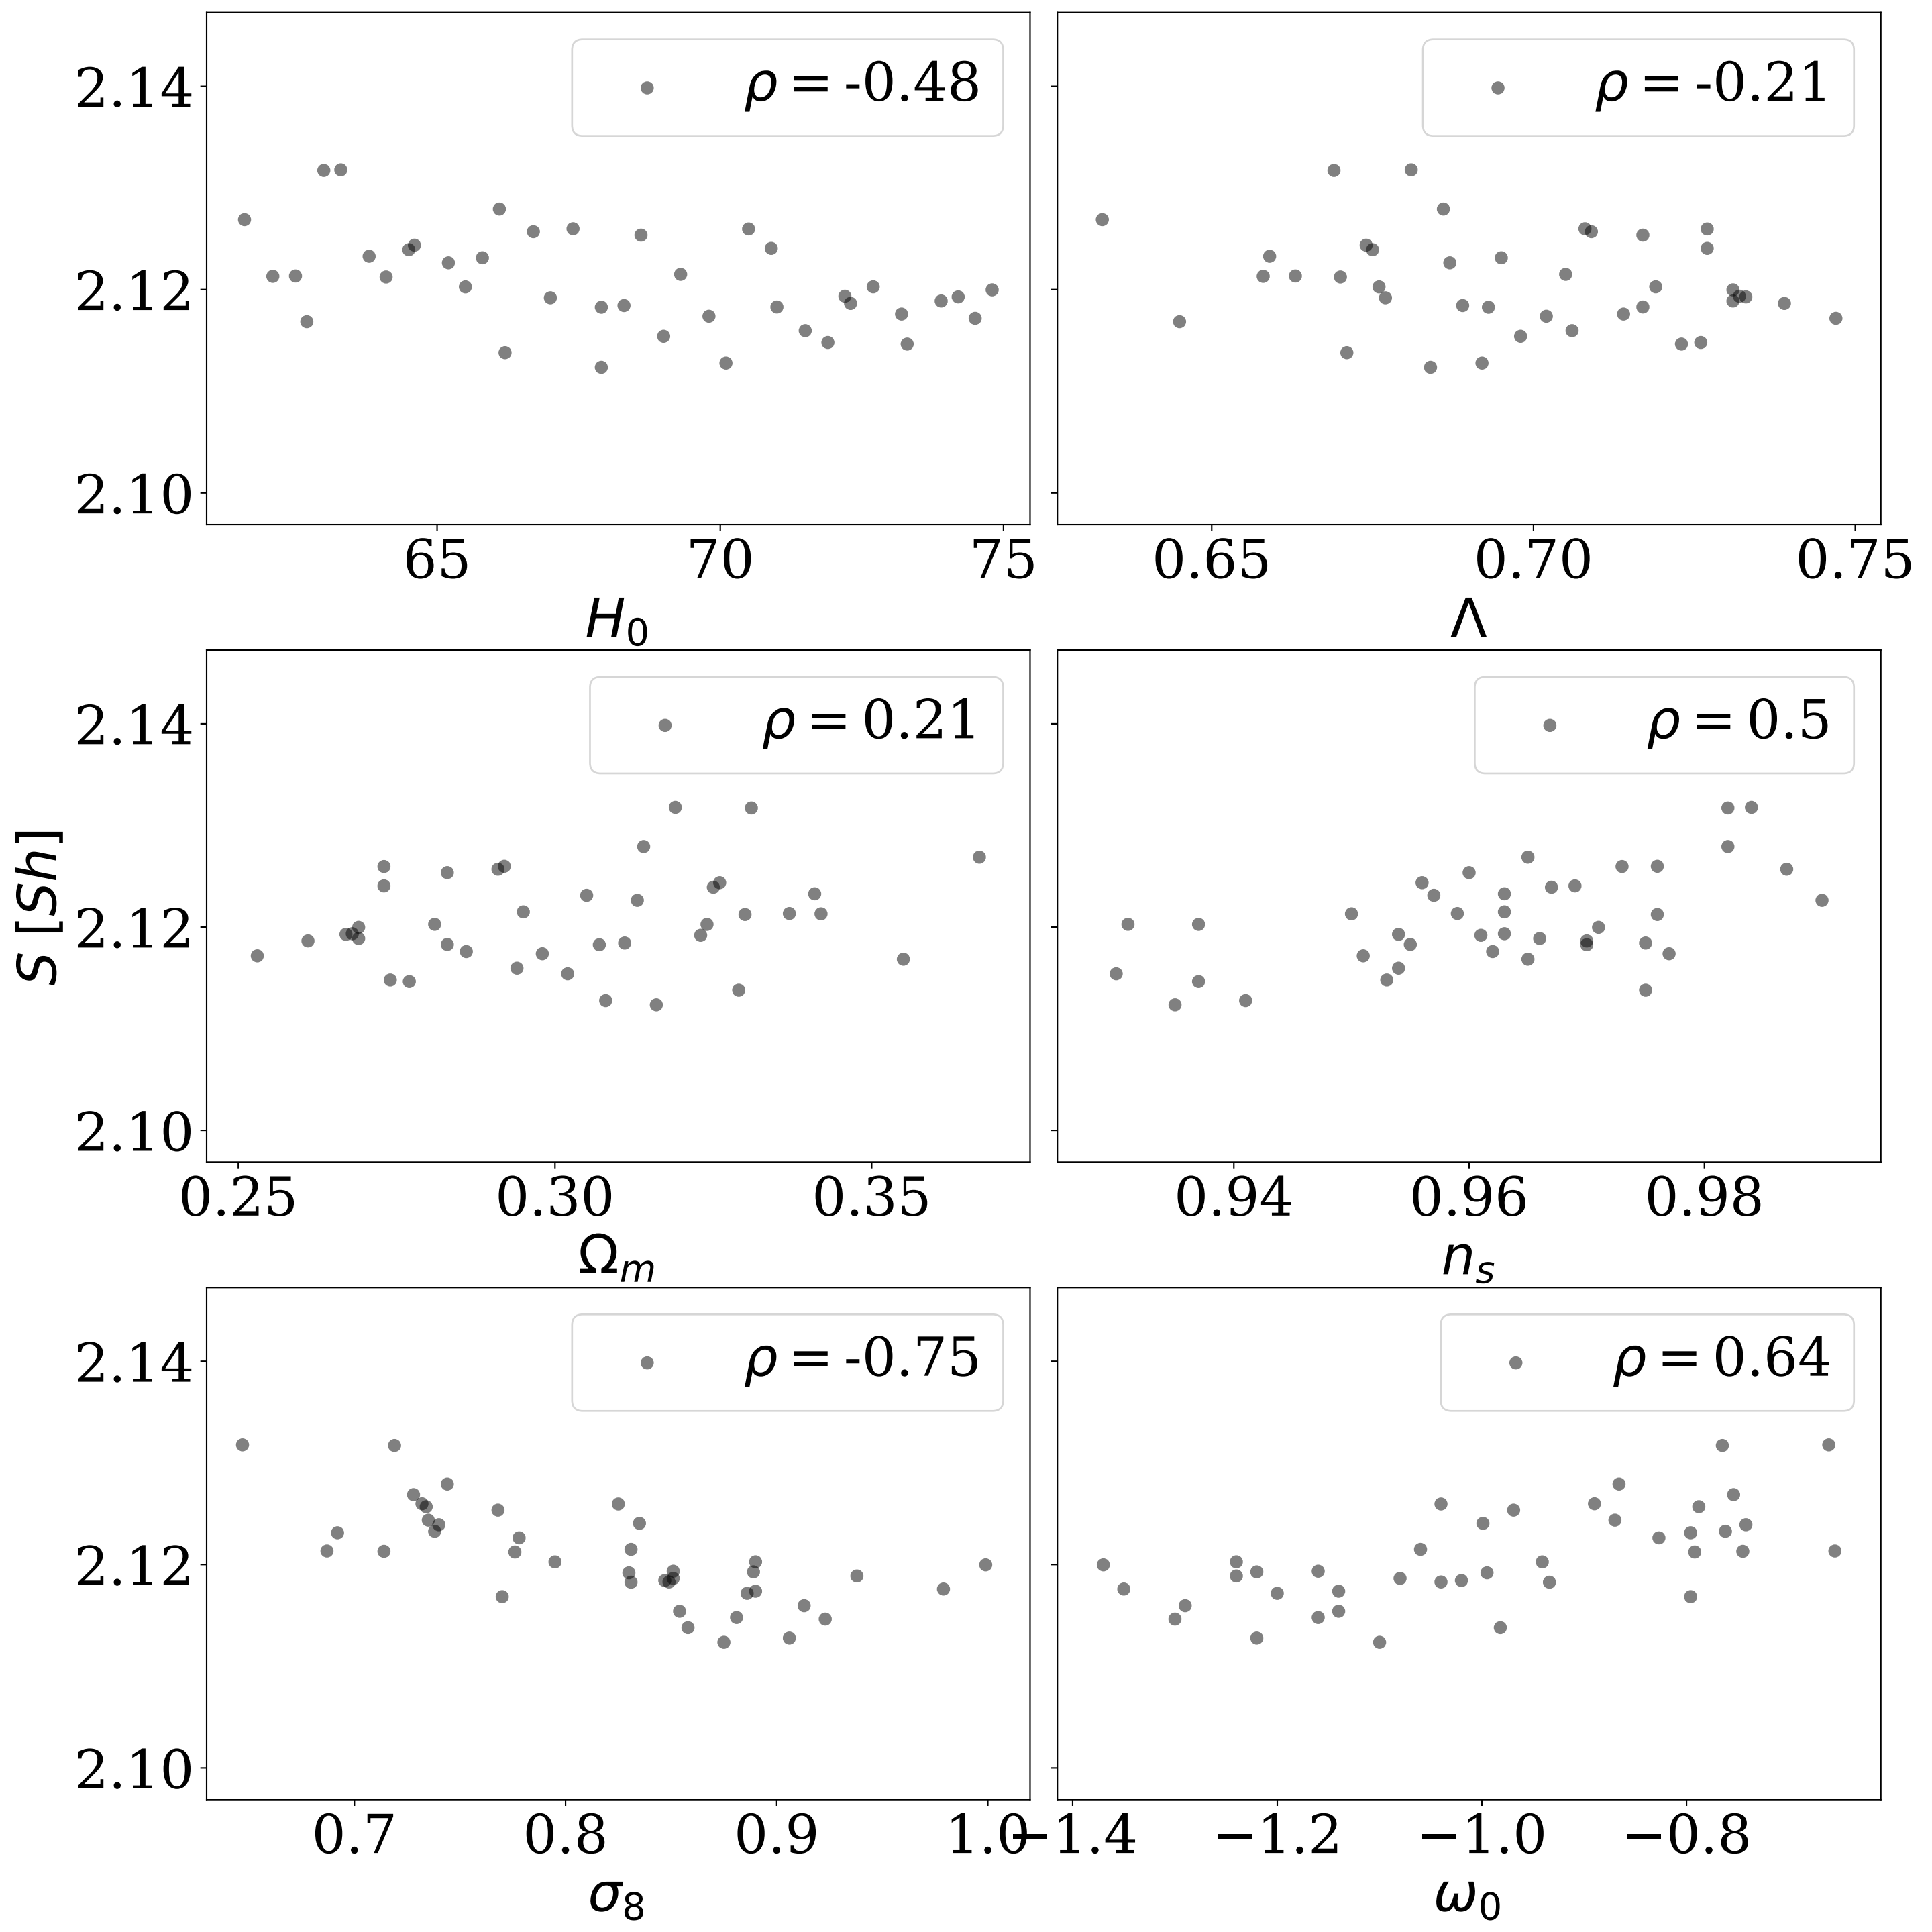 ρ = -0.48
ρ = -0.21
2.14
2.12
2.10
65 70 75
0.65 0.70 0.75
H₀
Λ
ρ = 0.21
ρ = 0.5
2.14
2.12
2.10
s [sh]
0.25 0.30 0.35
0.94 0.96 0.98
Ωₘ
nₛ
ρ = -0.75
ρ = 0.64
2.14
2.12
2.10
0.7 0.8 0.9 1.0
−1.4 −1.2 −1.0 −0.8
σ₈
ω₀